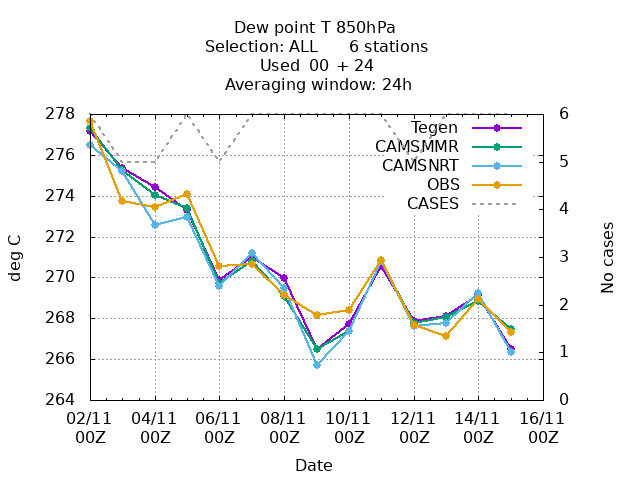 Dew point T 850hPa
Selection: ALL 6 stations
Used 00 + 24
Averaging window: 24h
278
276
274
272
270
268
266
264
6
5
4
3
2
1
0
Tegen
CAMSMMR
CAMSNRT
OBS
CASES
deg C
No cases
02/11 04/11 06/11 08/11 10/11 12/11 14/11 16/11
00Z 00Z 00Z 00Z 00Z 00Z 00Z 00Z
Date